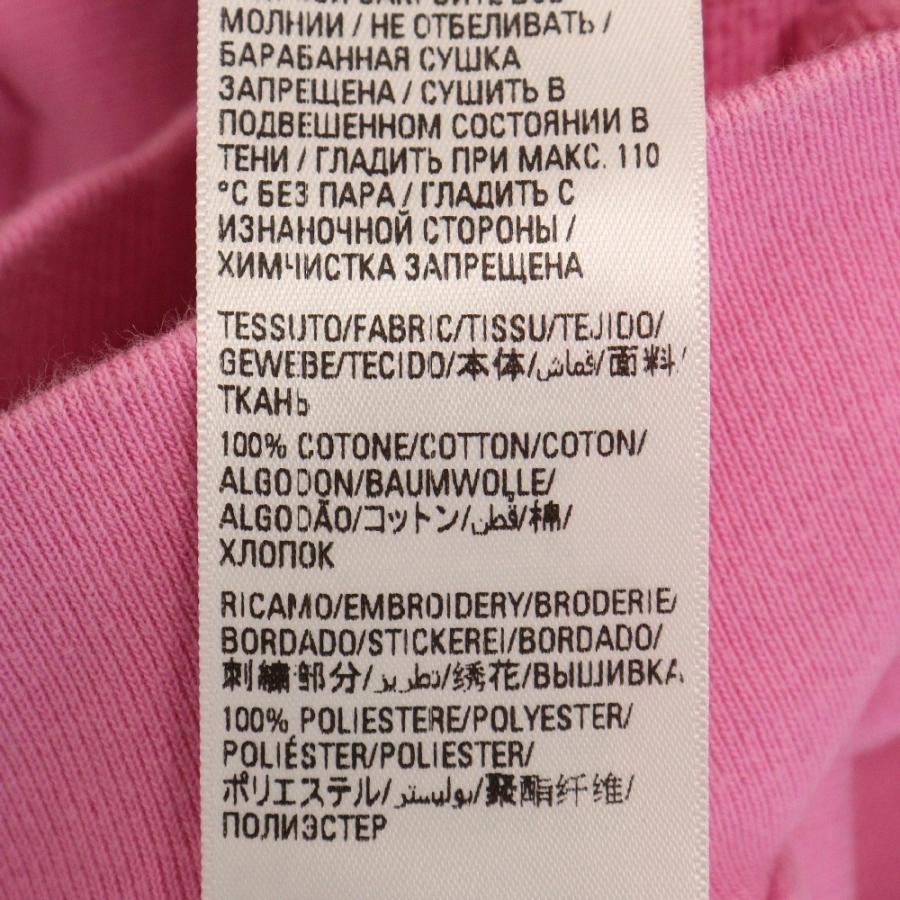 МОЛНИИ / НЕ ОТБЕЛИВАТЬ /
БАРАБАННАЯ СУШКА
ЗАПРЕЩЕНА / СУШИТЬ В
ПОДВЕШЕННОМ СОСТОЯНИИ В
ТЕНИ / ГЛАДИТЬ ПРИ МАКС. 110
°C БЕЗ ПАРА / ГЛАДИТЬ С
ИЗНАНОЧНОЙ СТОРОНЫ /
ХИМЧИСТКА ЗАПРЕЩЕНА
TESSUTO/FABRIC/TISSU/TEJIDO/
GEWEBE/TECIDO/本体/قماش/面料/
ТКАНЬ
100% COTONE/COTTON/COTON/
ALGODON/BAUMWOLLE/
ALGODÃO/コットン/قطن/棉/
ХЛОПОК
RICAMO/EMBROIDERY/BRODERIE/
BORDADO/STICKEREI/BORDADO/
刺繍部分/تطريز/绣花/ВЫШИВКА
100% POLIESTERE/POLYESTER/
POLIÉSTER/POLIESTER/
ポリエステル/بوليستر/聚酯纤维/
ПОЛИЭСТЕР